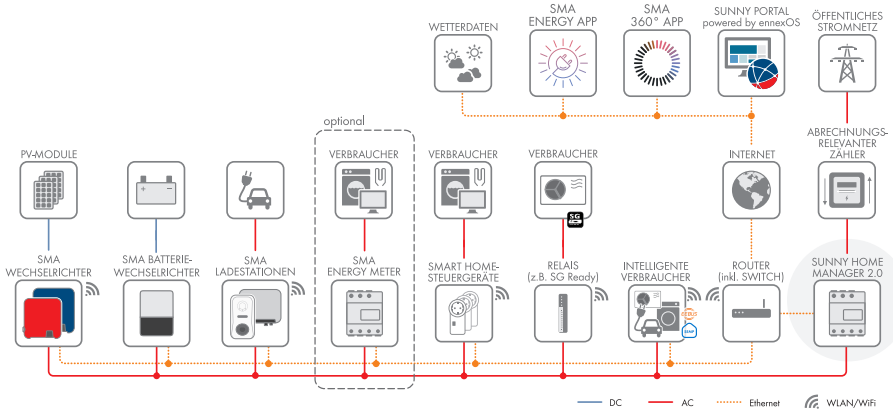 WETTERDATEN
SMA
ENERGY APP
SMA
360° APP
SUNNY PORTAL
powered by ennexOS
ÖFFENTLICHES
STROMNETZ
optional
PV-MODULE
VERBRAUCHER
VERBRAUCHER
VERBRAUCHER
INTERNET
ABRECHNUNGS-
RELEVANTER
ZÄHLER
SG
SMA
WECHSELRICHTER
SMA BATTERIE-
WECHSELRICHTER
SMA
LADESTATIONEN
SMA
ENERGY METER
SMART HOME-
STEUERGERÄTE
RELAIS
(z.B. SG Ready)
INTELLIGENTE
VERBRAUCHER
ROUTER
(inkl. SWITCH)
SUNNY HOME
MANAGER 2.0
EEBUS
SEMP
DC
AC
Ethernet
WLAN/WiFi